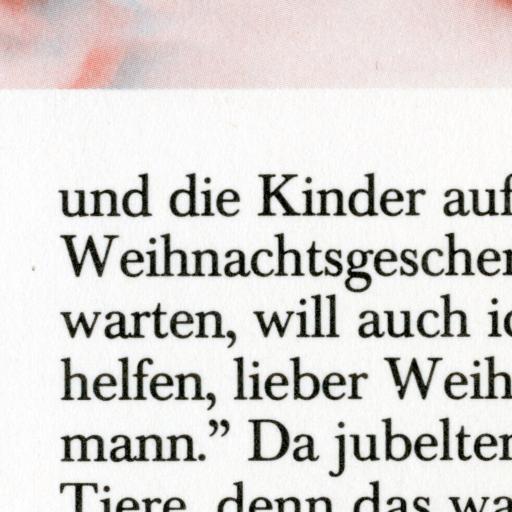 und die Kinder auf
Weihnachtsgeschen
warten, will auch ic
helfen, lieber Weih
mann.” Da jubelten
Tiere, denn das wa